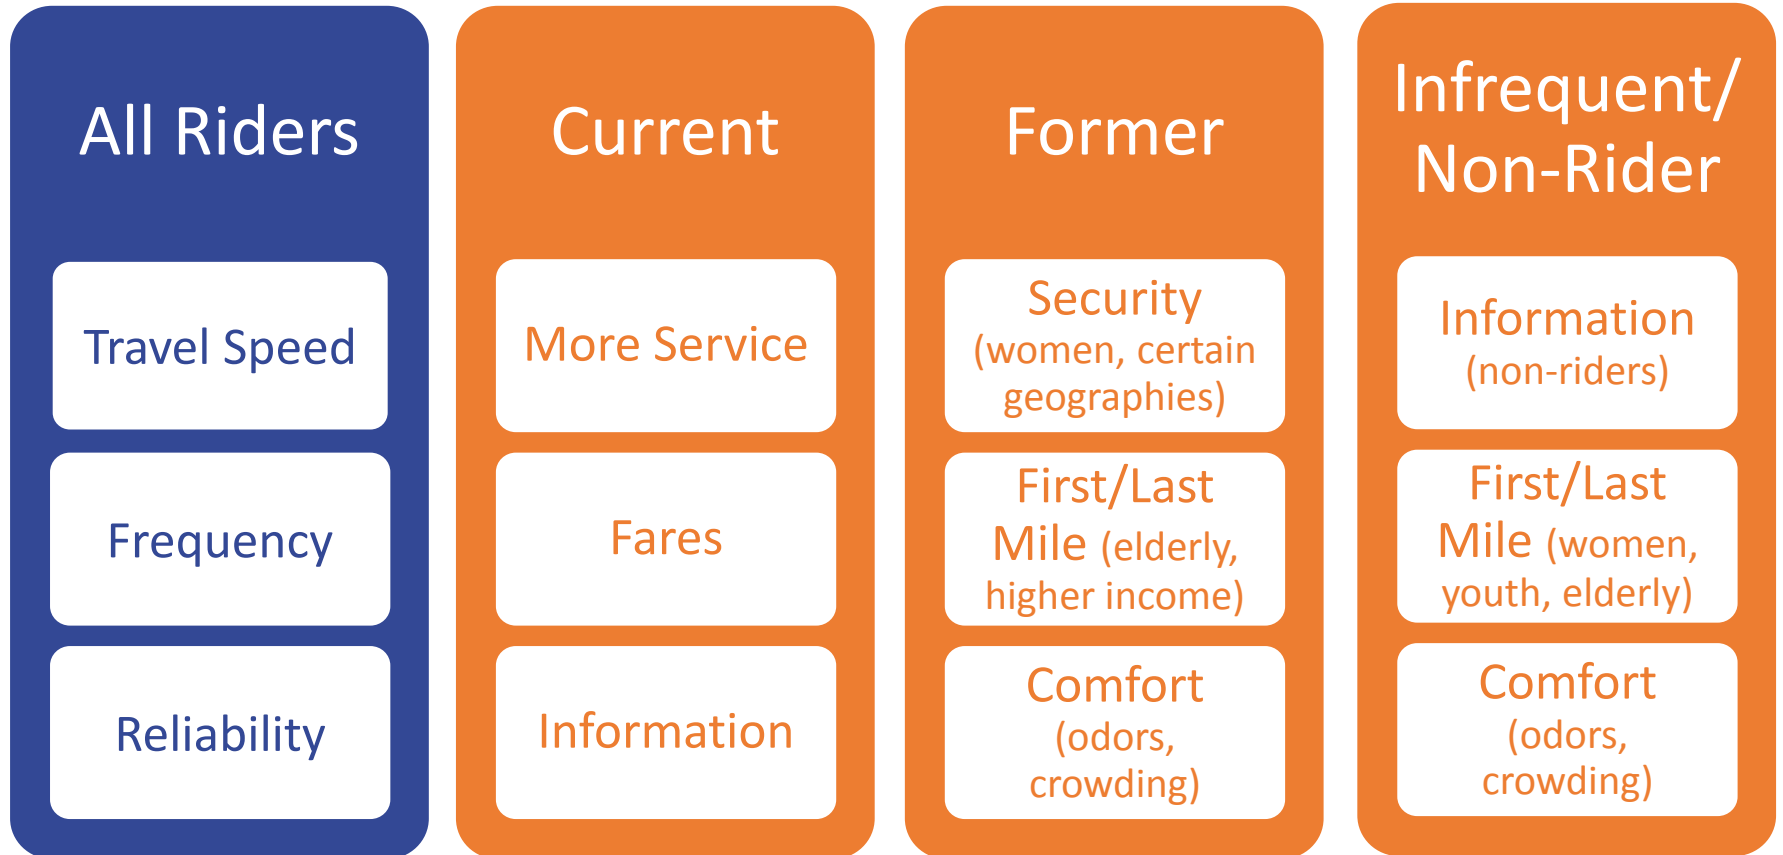 All Riders
Travel Speed
Frequency
Reliability
Current
More Service
Fares
Information
Former
Security
(women, certain
geographies)
First/Last
Mile (elderly,
higher income)
Comfort
(odors,
crowding)
Infrequent/
Non-Rider
Information
(non-riders)
First/Last
Mile (women,
youth, elderly)
Comfort
(odors,
crowding)